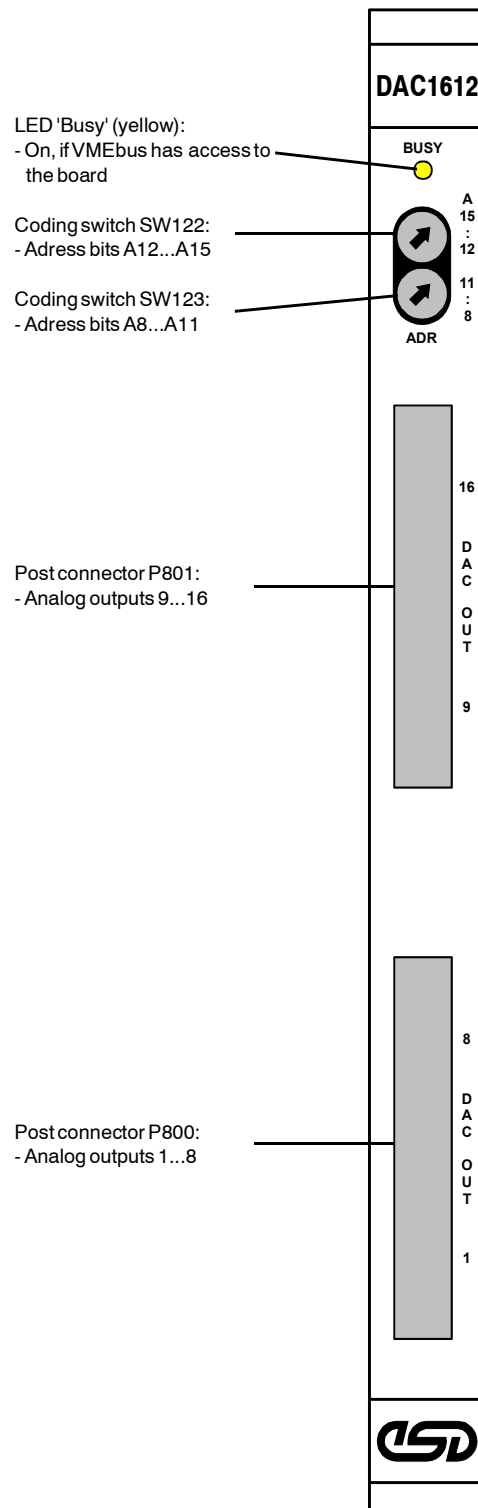 DAC1612
LED 'Busy' (yellow):
- On, if VMEbus has access to
the board
BUSY
Coding switch SW122:
- Adress bits A12...A15
A
15
:
12
Coding switch SW123:
- Adress bits A8...A11
11
:
8
ADR
16
Post connector P801:
- Analog outputs 9...16
D
A
C
O
U
T
9
8
Post connector P800:
- Analog outputs 1...8
D
A
C
O
U
T
1
esd